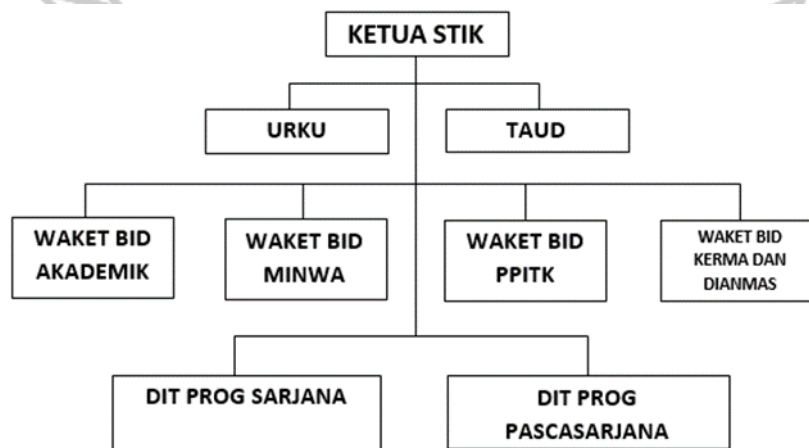 KETUA STIK
URKU
TAUD
WAKET BID
AKADEMIK
WAKET BID
MINWA
WAKET BID
PPITK
WAKET BID
KERMA DAN
DIANMAS
DIT PROG SARJANA
DIT PROG
PASCASARJANA